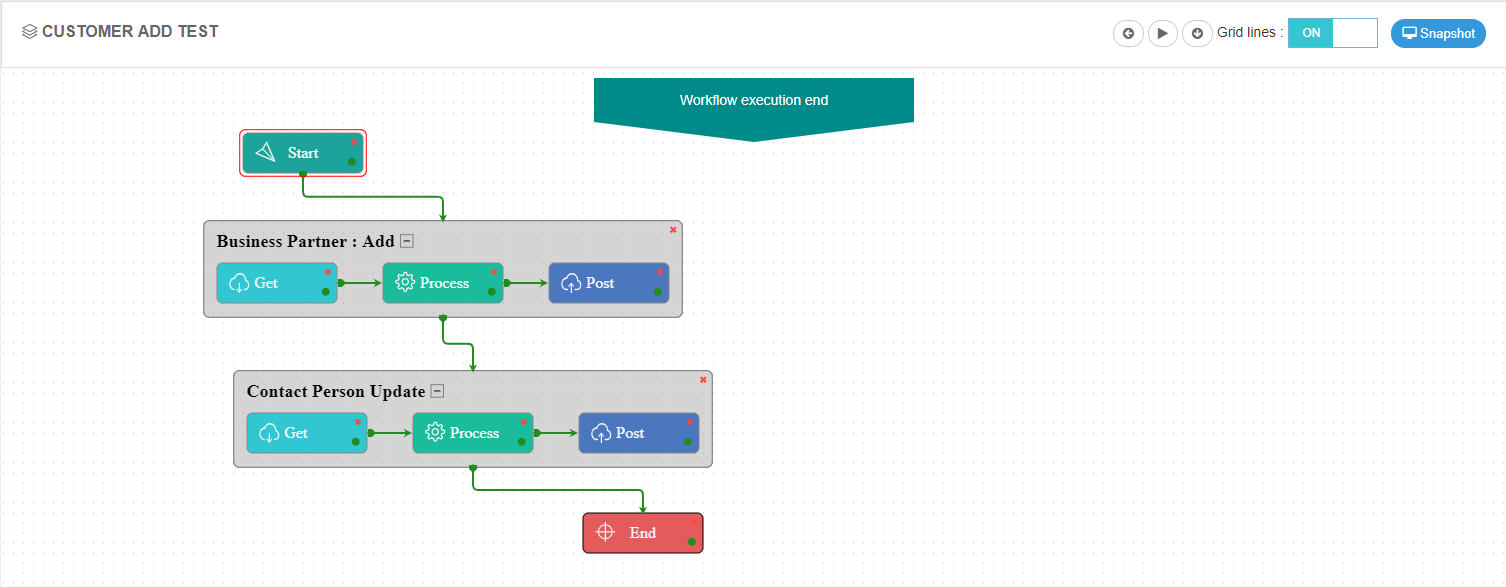 CUSTOMER ADD TEST
Grid lines :
ON
Snapshot
Workflow execution end
Start
Business Partner : Add
Get
Process
Post
Contact Person Update
Get
Process
Post
End